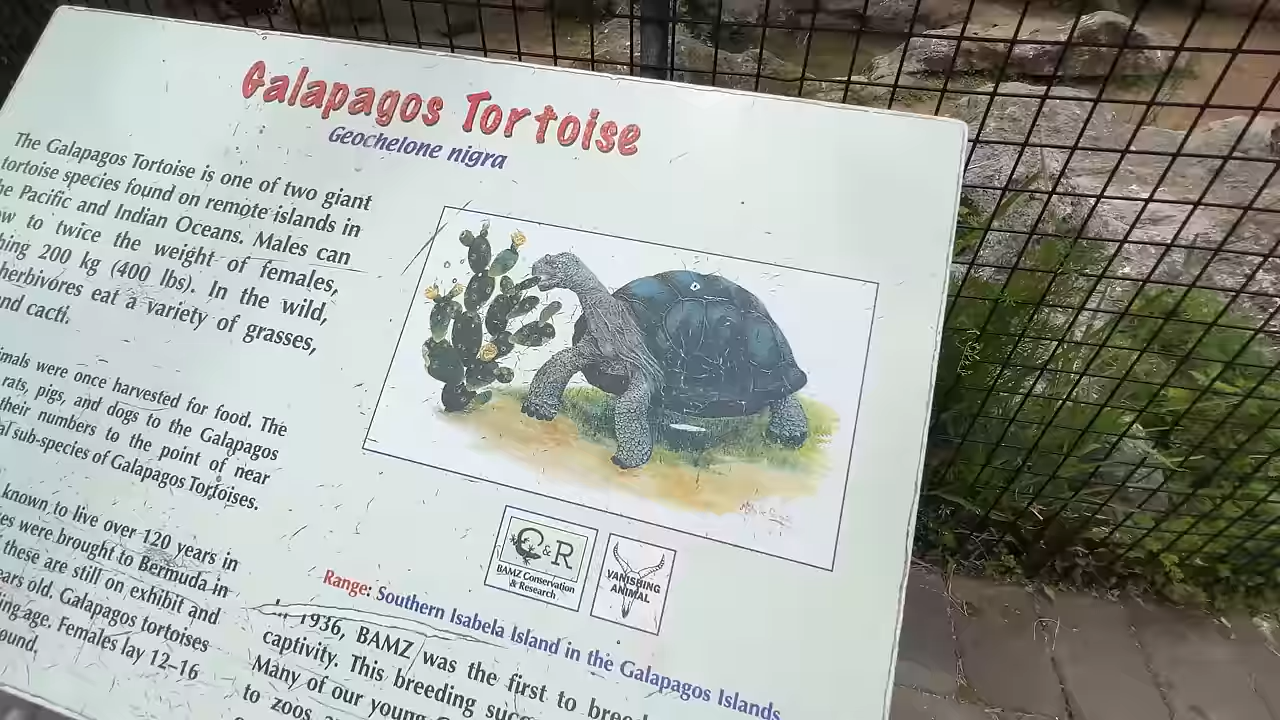 Galapagos Tortoise
Geochelone nigra
The Galapagos Tortoise is one of two giant
tortoise species found on remote islands in
he Pacific and Indian Oceans. Males can
w to twice the weight of females,
hing 200 kg (400 lbs). In the wild,
herbivores eat a variety of grasses,
nd cacti.
imals were once harvested for food. The
rats, pigs, and dogs to the Galapagos
their numbers to the point of near
al sub-species of Galapagos Tortoises.
known to live over 120 years in
es were brought to Bermuda in
these are still on exhibit and
ears old. Galapagos tortoises
ing age. Females lay 12–16
ound.
C&R
BAMZ Conservation
& Research
VANISHING
ANIMAL
Range: Southern Isabela Island in the Galapagos Islands
In 1936, BAMZ was the first to breed
captivity. This breeding succ
Many of our young G
to zoos